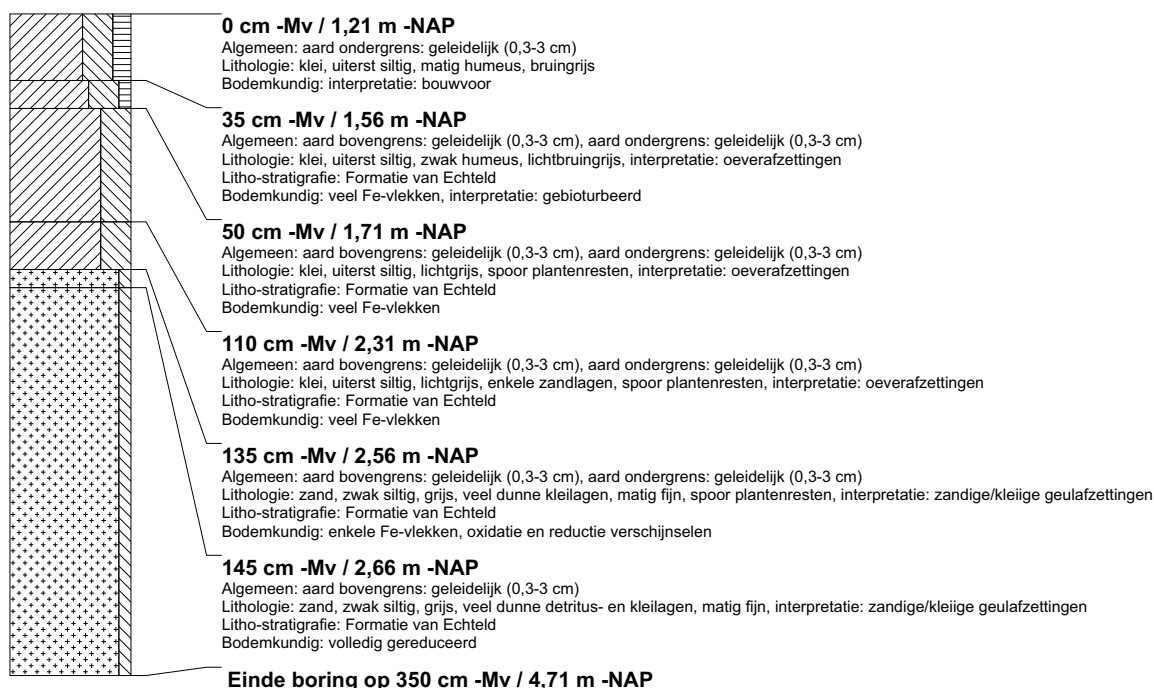 0 cm -Mv / 1,21 m -NAP
Algemeen: aard ondergrens: geleidelijk (0,3-3 cm)
Lithologie: klei, uiterst siltig, matig humeus, bruingrijs
Bodemkundig: interpretatie: bouwvoor
35 cm -Mv / 1,56 m -NAP
Algemeen: aard bovengrens: geleidelijk (0,3-3 cm), aard ondergrens: geleidelijk (0,3-3 cm)
Lithologie: klei, uiterst siltig, zwak humeus, lichtbruingrijs, interpretatie: oeverafzettingen
Litho-stratigrafie: Formatie van Echteld
Bodemkundig: veel Fe-vlekken, interpretatie: gebioturbeerd
50 cm -Mv / 1,71 m -NAP
Algemeen: aard bovengrens: geleidelijk (0,3-3 cm), aard ondergrens: geleidelijk (0,3-3 cm)
Lithologie: klei, uiterst siltig, lichtgrijs, spoor plantenresten, interpretatie: oeverafzettingen
Litho-stratigrafie: Formatie van Echteld
Bodemkundig: veel Fe-vlekken
110 cm -Mv / 2,31 m -NAP
Algemeen: aard bovengrens: geleidelijk (0,3-3 cm), aard ondergrens: geleidelijk (0,3-3 cm)
Lithologie: klei, uiterst siltig, lichtgrijs, enkele zandlagen, spoor plantenresten, interpretatie: oeverafzettingen
Litho-stratigrafie: Formatie van Echteld
Bodemkundig: veel Fe-vlekken
135 cm -Mv / 2,56 m -NAP
Algemeen: aard bovengrens: geleidelijk (0,3-3 cm), aard ondergrens: geleidelijk (0,3-3 cm)
Lithologie: zand, zwak siltig, grijs, veel dunne kleilagen, matig fijn, spoor plantenresten, interpretatie: zandige/kleiige geulafzettingen
Litho-stratigrafie: Formatie van Echteld
Bodemkundig: enkele Fe-vlekken, oxidatie en reductie verschijnselen
145 cm -Mv / 2,66 m -NAP
Algemeen: aard bovengrens: geleidelijk (0,3-3 cm)
Lithologie: zand, zwak siltig, grijs, veel dunne detritus- en kleilagen, matig fijn, interpretatie: zandige/kleiige geulafzettingen
Litho-stratigrafie: Formatie van Echteld
Bodemkundig: volledig gereduceerd
Einde boring op 350 cm -Mv / 4,71 m -NAP